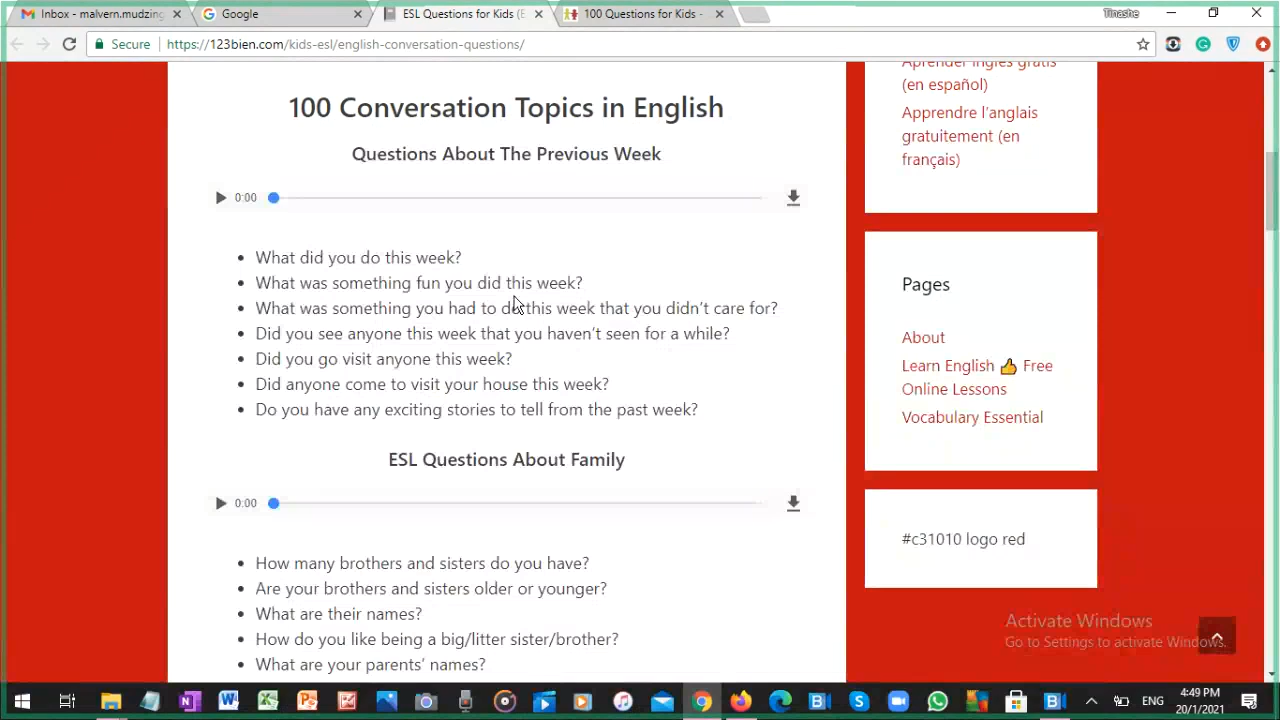 Inbox - malvern.mudzing
Google
ESL Questions for Kids (E
100 Questions for Kids -
Tinashe
Secure
https://123bien.com/kids-esl/english-conversation-questions/
100 Conversation Topics in English
Questions About The Previous Week
0:00
What did you do this week?
What was something fun you did this week?
What was something you had to do this week that you didn't care for?
Did you see anyone this week that you haven't seen for a while?
Did you go visit anyone this week?
Did anyone come to visit your house this week?
Do you have any exciting stories to tell from the past week?
ESL Questions About Family
0:00
How many brothers and sisters do you have?
Are your brothers and sisters older or younger?
What are their names?
How do you like being a big/litter sister/brother?
What are your parents' names?
Aprender inglés gratis
(en español)
Apprendre l'anglais
gratuitement (en
français)
Pages
About
Learn English 👍 Free
Online Lessons
Vocabulary Essential
#c31010 logo red
Activate Windows
Go to Settings to activate Windows.
ENG
4:49 PM
20/1/2021